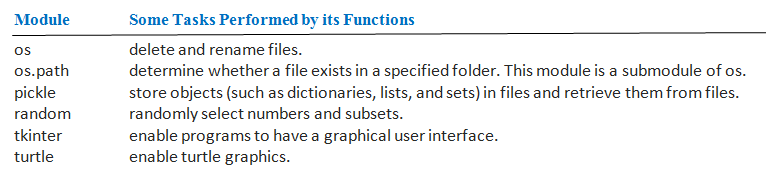 Module Some Tasks Performed by its Functions
os delete and rename files.
os.path determine whether a file exists in a specified folder. This module is a submodule of os.
pickle store objects (such as dictionaries, lists, and sets) in files and retrieve them from files.
random randomly select numbers and subsets.
tkinter enable programs to have a graphical user interface.
turtle enable turtle graphics.